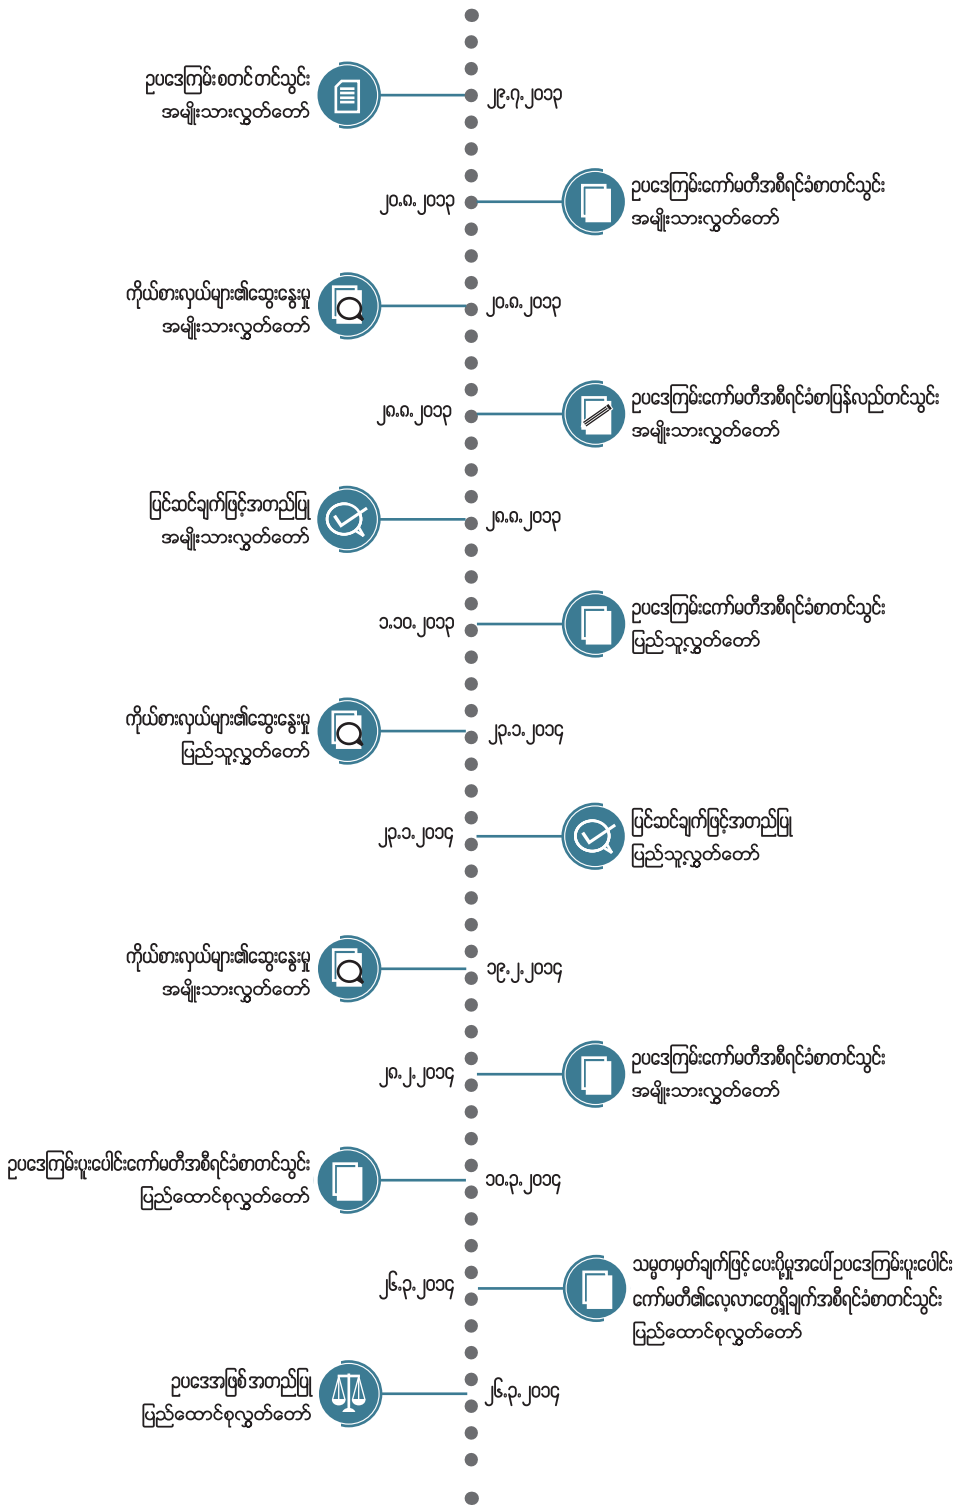 ဥပဒေကြမ်းစတင်တင်သွင်း
အမျိုးသားလွှတ်တော်
၂၉.၇.၂၀၁၃
၂၀.၈.၂၀၁၃
ဥပဒေကြမ်းကော်မတီအစီရင်ခံစာတင်သွင်း
အမျိုးသားလွှတ်တော်
ကိုယ်စားလှယ်များ၏ဆွေးနွေးမှု
အမျိုးသားလွှတ်တော်
၂၀.၈.၂၀၁၃
၂၈.၈.၂၀၁၃
ဥပဒေကြမ်းကော်မတီအစီရင်ခံစာပြန်လည်တင်သွင်း
အမျိုးသားလွှတ်တော်
ပြင်ဆင်ချက်ဖြင့်အတည်ပြု
အမျိုးသားလွှတ်တော်
၂၈.၈.၂၀၁၃
၁.၁၀.၂၀၁၃
ဥပဒေကြမ်းကော်မတီအစီရင်ခံစာတင်သွင်း
ပြည်သူ့လွှတ်တော်
ကိုယ်စားလှယ်များ၏ဆွေးနွေးမှု
ပြည်သူ့လွှတ်တော်
၂၃.၁.၂၀၁၄
၂၃.၁.၂၀၁၄
ပြင်ဆင်ချက်ဖြင့်အတည်ပြု
ပြည်သူ့လွှတ်တော်
ကိုယ်စားလှယ်များ၏ဆွေးနွေးမှု
အမျိုးသားလွှတ်တော်
၁၉.၂.၂၀၁၄
၂၈.၂.၂၀၁၄
ဥပဒေကြမ်းကော်မတီအစီရင်ခံစာတင်သွင်း
အမျိုးသားလွှတ်တော်
ဥပဒေကြမ်းပူးပေါင်းကော်မတီအစီရင်ခံစာတင်သွင်း
ပြည်ထောင်စုလွှတ်တော်
၁၀.၃.၂၀၁၄
၂၆.၃.၂၀၁၄
သမ္မတမှတ်ချက်ဖြင့်ပေးပို့မှုအပေါ်ဥပဒေကြမ်းပူးပေါင်း
ကော်မတီ၏လေ့လာတွေ့ရှိချက်အစီရင်ခံစာတင်သွင်း
ပြည်ထောင်စုလွှတ်တော်
ဥပဒေအဖြစ်အတည်ပြု
ပြည်ထောင်စုလွှတ်တော်
၂၆.၃.၂၀၁၄